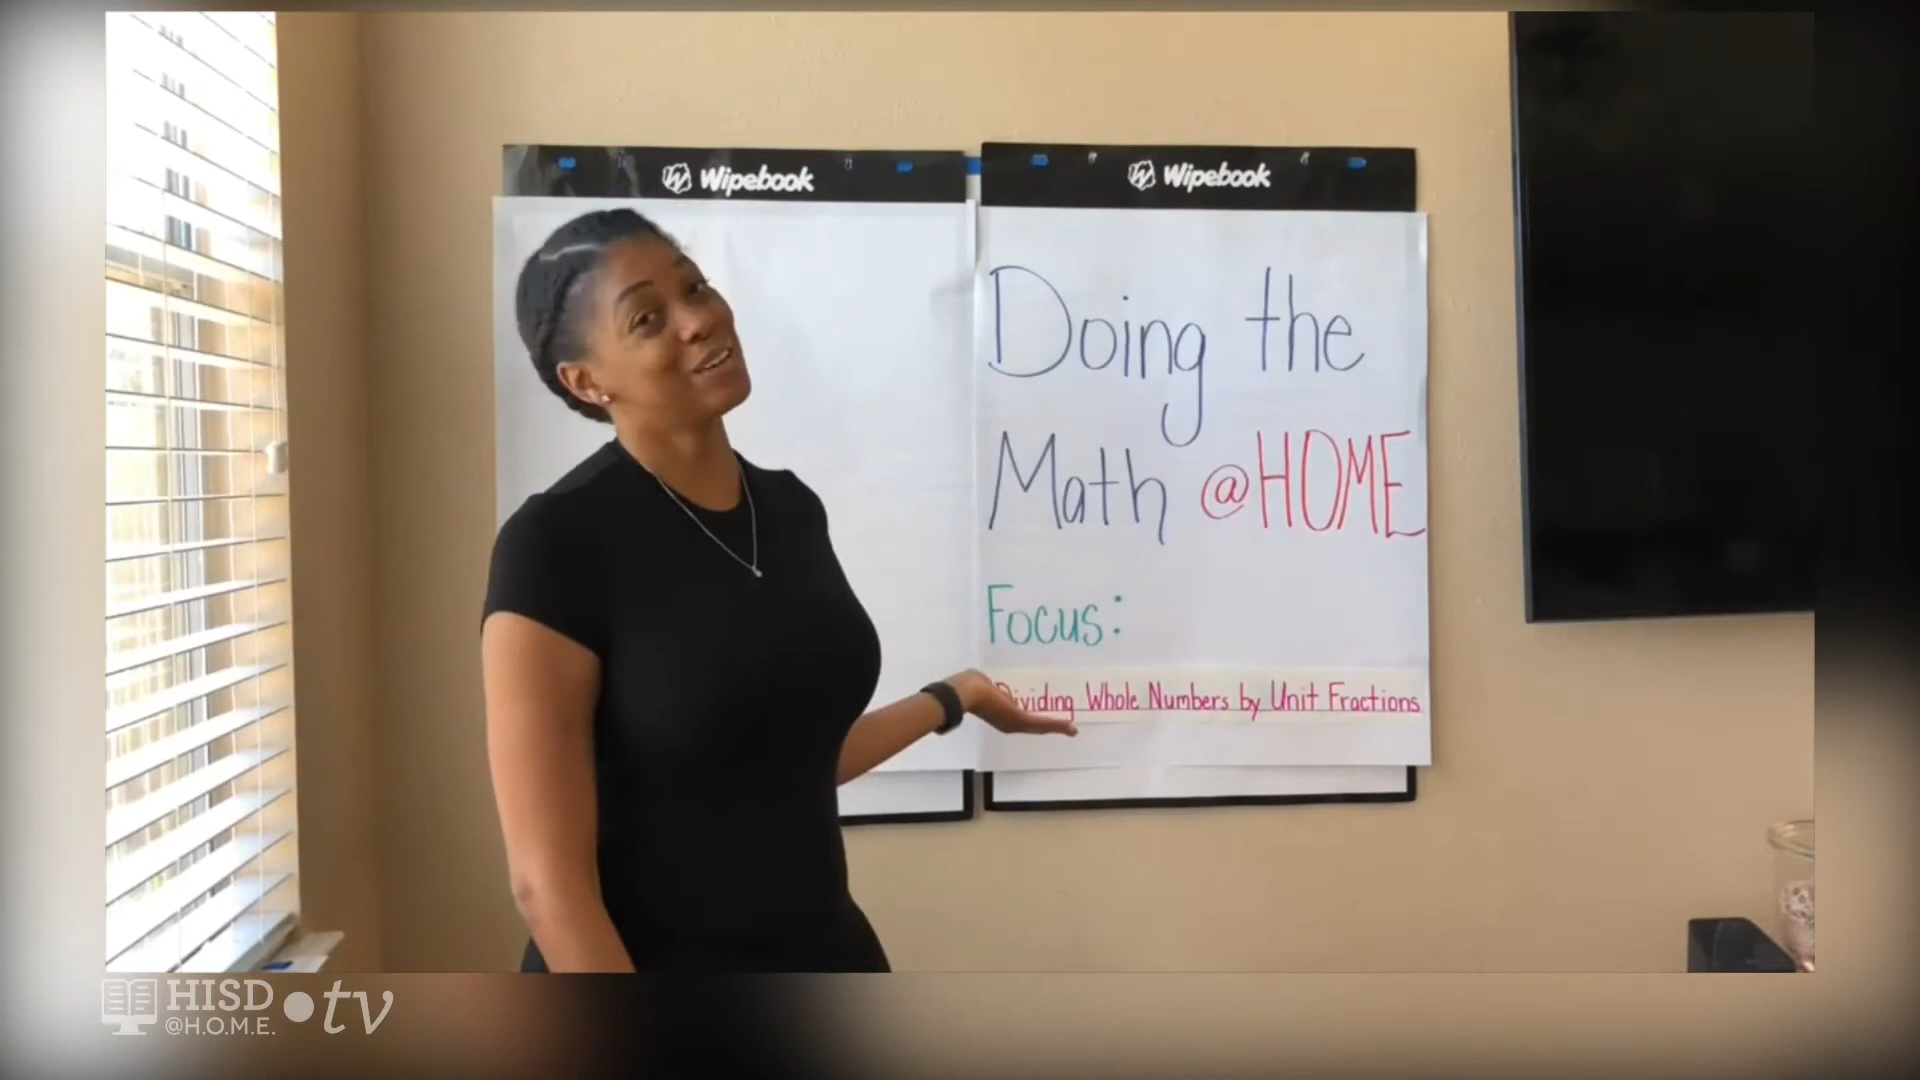 Wipebook
Wipebook
Doing the
Math @HOME
Focus:
Dividing Whole Numbers by Unit Fractions
HISD
@H.O.M.E.
tv